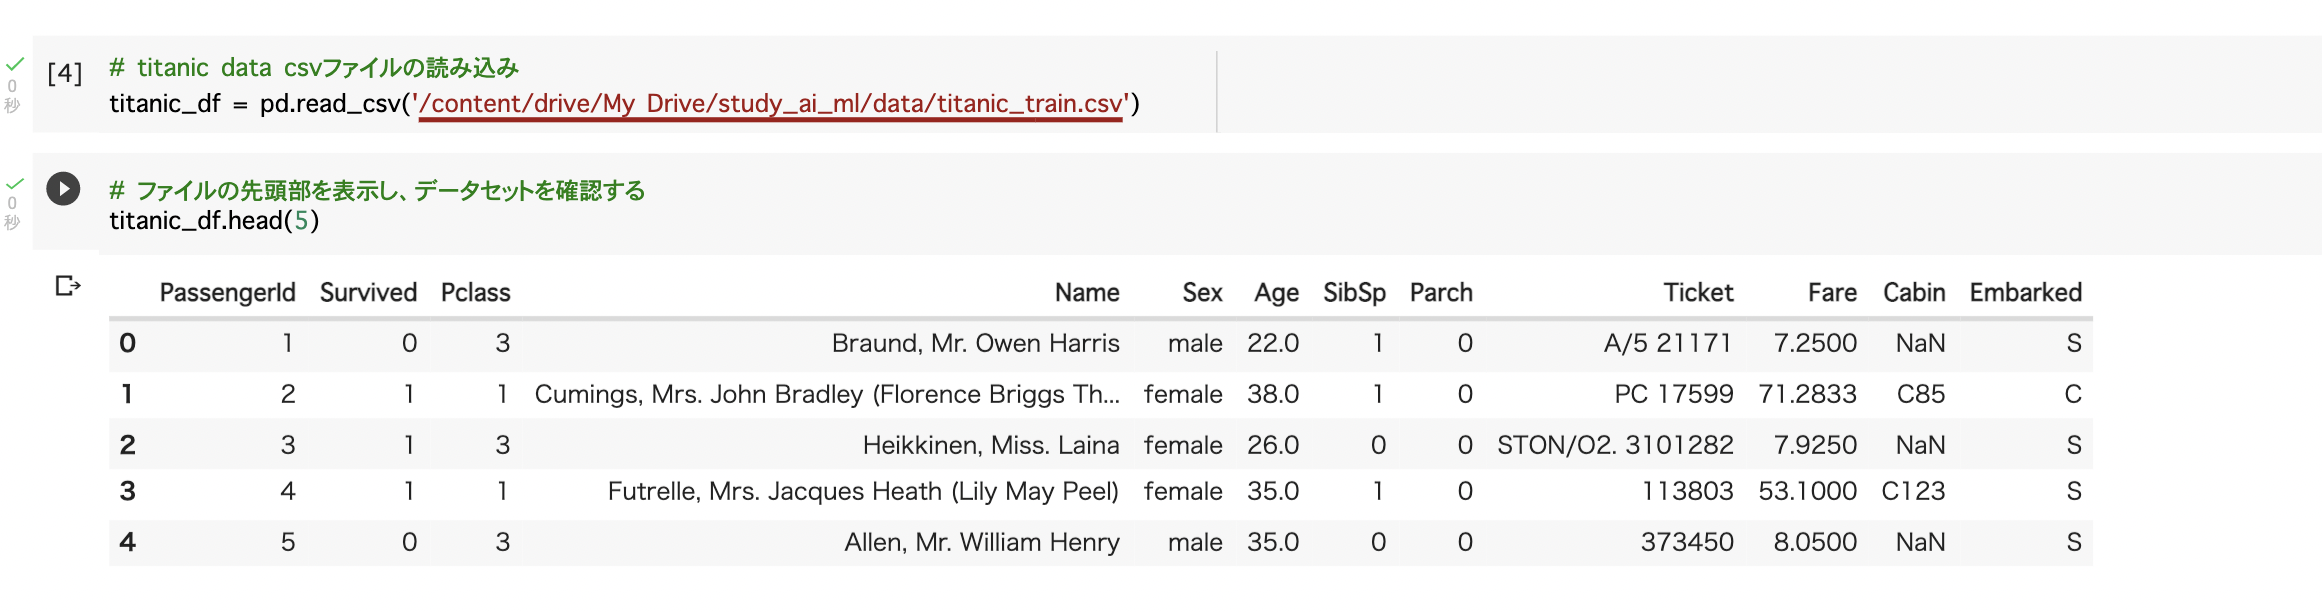 [4] # titanic data csvファイルの読み込み
titanic_df = pd.read_csv('/content/drive/My Drive/study_ai_ml/data/titanic_train.csv')
0
秒
# ファイルの先頭部を表示し、データセットを確認する
titanic_df.head(5)
0
秒
PassengerId Survived Pclass Name Sex Age SibSp Parch Ticket Fare Cabin Embarked
0 1 0 3 Braund, Mr. Owen Harris male 22.0 1 0 A/5 21171 7.2500 NaN S
1 2 1 1 Cumings, Mrs. John Bradley (Florence Briggs Th... female 38.0 1 0 PC 17599 71.2833 C85 C
2 3 1 3 Heikkinen, Miss. Laina female 26.0 0 0 STON/O2. 3101282 7.9250 NaN S
3 4 1 1 Futrelle, Mrs. Jacques Heath (Lily May Peel) female 35.0 1 0 113803 53.1000 C123 S
4 5 0 3 Allen, Mr. William Henry male 35.0 0 0 373450 8.0500 NaN S